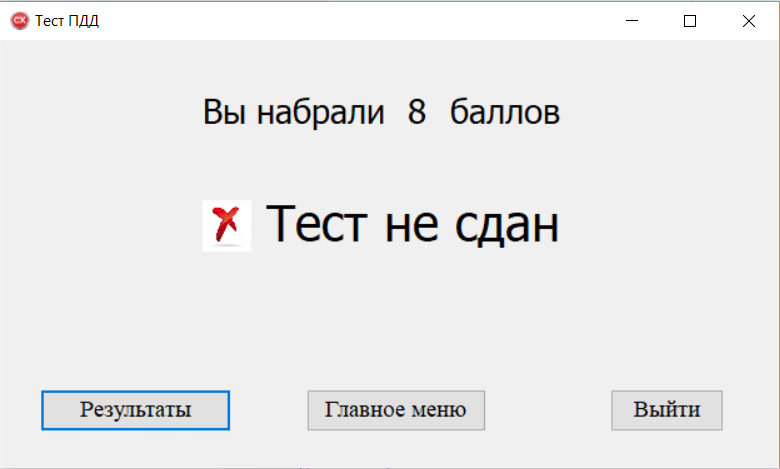 Тест ПДД
Вы набрали 8 баллов
Тест не сдан
Результаты
Главное меню
Выйти